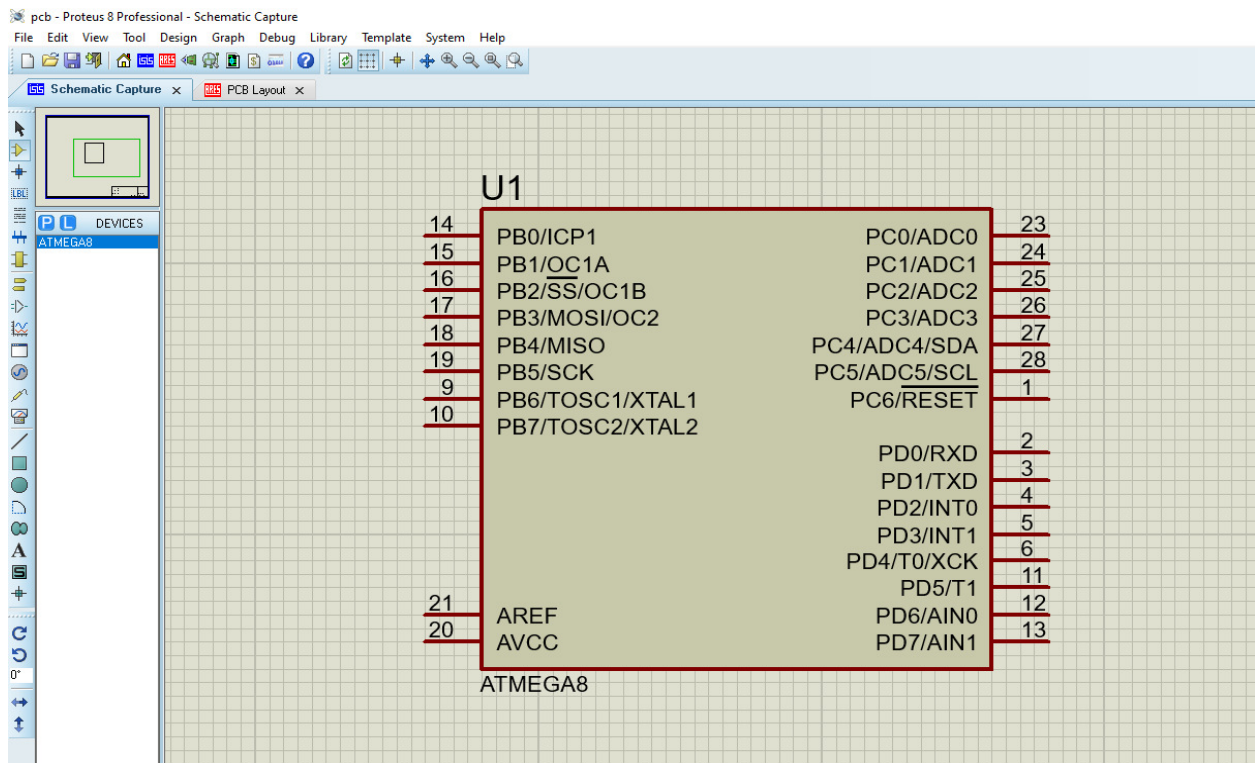 pcb - Proteus 8 Professional - Schematic Capture
File Edit View Tool Design Graph Debug Library Template System Help
Schematic Capture x PCB Layout x
P L DEVICES
ATMEGA8
LBL
A
S
0°
U1
14 PB0/ICP1 PC0/ADC0 23
15 PB1/OC1A PC1/ADC1 24
16 PB2/SS/OC1B PC2/ADC2 25
17 PB3/MOSI/OC2 PC3/ADC3 26
18 PB4/MISO PC4/ADC4/SDA 27
19 PB5/SCK PC5/ADC5/SCL 28
9 PB6/TOSC1/XTAL1 PC6/RESET 1
10 PB7/TOSC2/XTAL2
PD0/RXD 2
PD1/TXD 3
PD2/INT0 4
PD3/INT1 5
PD4/T0/XCK 6
PD5/T1 11
21 AREF PD6/AIN0 12
20 AVCC PD7/AIN1 13
ATMEGA8